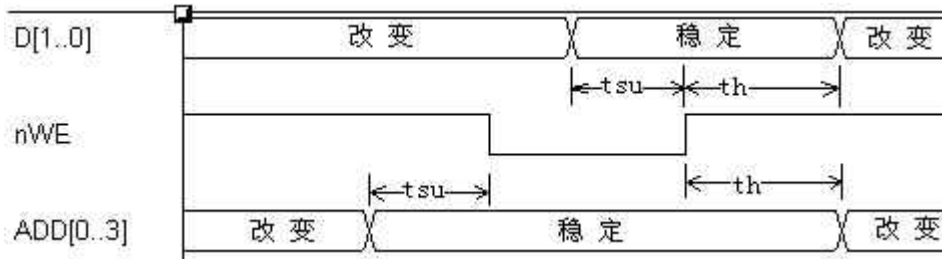 D[1..0] 改 变 稳 定 改 变
tsu th
nWE
tsu th
ADD[0..3] 改 变 稳 定 改 变